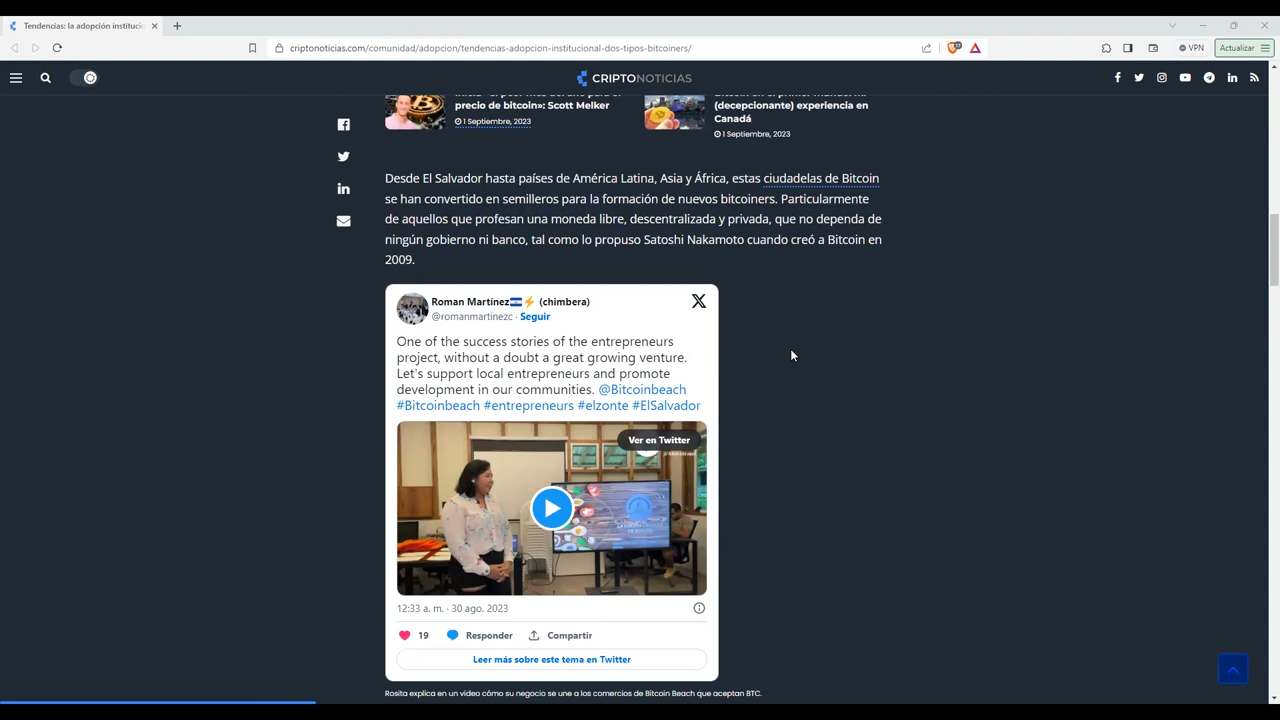 Tendencias: la adopción institucio
criptonoticias.com/comunidad/adopcion/tendencias-adopcion-institucional-dos-tipos-bitcoiners/
VPN
Actualizar
CRIPTONOTICIAS
precio de bitcoin»: Scott Melker
1 Septiembre, 2023
(decepcionante) experiencia en
Canadá
1 Septiembre, 2023
Desde El Salvador hasta países de América Latina, Asia y África, estas ciudadelas de Bitcoin
se han convertido en semilleros para la formación de nuevos bitcoiners. Particularmente
de aquellos que profesan una moneda libre, descentralizada y privada, que no dependa de
ningún gobierno ni banco, tal como lo propuso Satoshi Nakamoto cuando creó a Bitcoin en
2009.
Roman Martínez🇸🇻⚡ (chimbera)
@romanmartinezc · Seguir
One of the success stories of the entrepreneurs
project, without a doubt a great growing venture.
Let's support local entrepreneurs and promote
development in our communities. @Bitcoinbeach
#Bitcoinbeach #entrepreneurs #elzonte #ElSalvador
Ver en Twitter
12:33 a. m. · 30 ago. 2023
19 Responder Compartir
Leer más sobre este tema en Twitter
Rosita explica en un video cómo su negocio se une a los comercios de Bitcoin Beach que aceptan BTC.